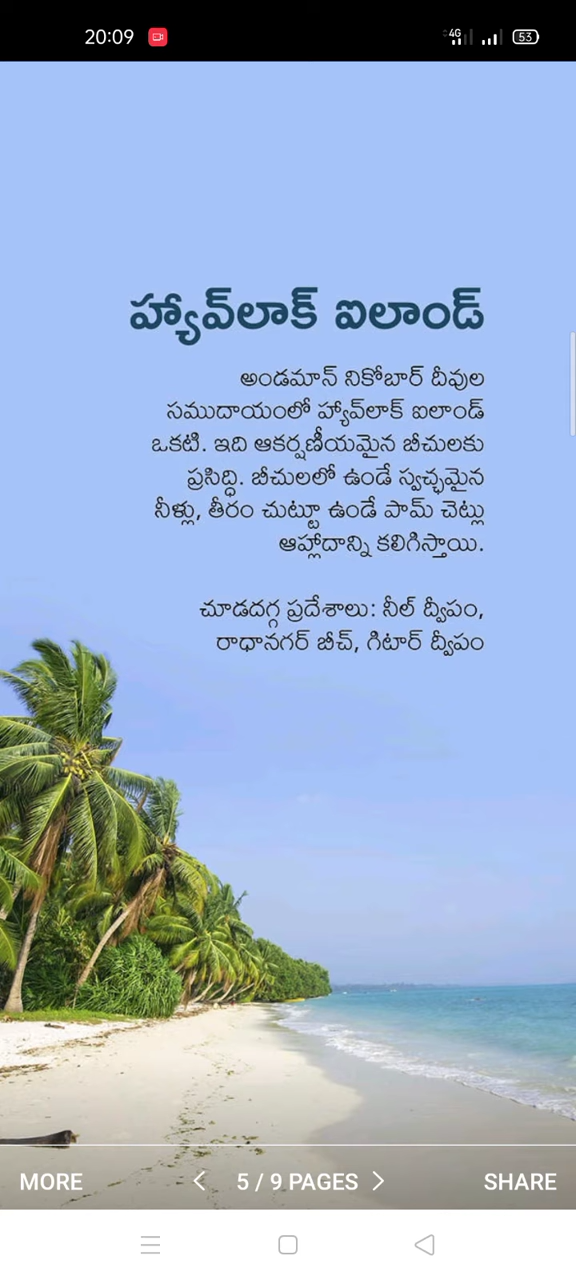 20:09
4G
53
హ్యావ్‌లాక్ ఐలాండ్
అండమాన్ నికోబార్ దీవుల
సముదాయంలో హ్యావ్‌లాక్ ఐలాండ్
ఒకటి. ఇది ఆకర్షణీయమైన బీచులకు
ప్రసిద్ధి. బీచులలో ఉండే స్వచ్ఛమైన
నీళ్లు, తీరం చుట్టూ ఉండే పామ్ చెట్లు
ఆహ్లాదాన్ని కలిగిస్తాయి.
చూడదగ్గ ప్రదేశాలు: నీల్ ద్వీపం,
రాధానగర్ బీచ్, గిటార్ ద్వీపం
MORE
5 / 9 PAGES
SHARE